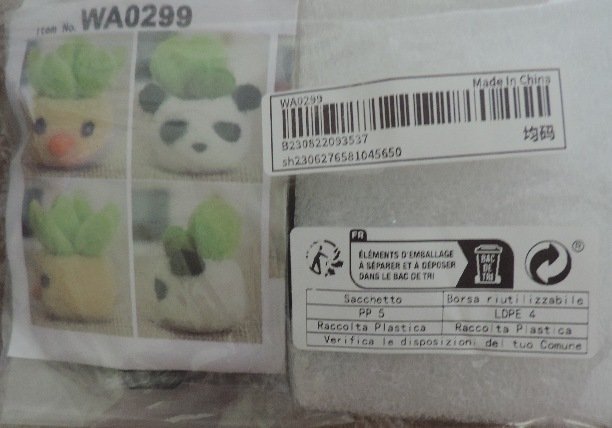 Item No. WA0299
Made In China
WA0299
B230822093537
均码
sh2306276581045650
FR
ÉLÉMENTS D'EMBALLAGE
À SÉPARER ET À DÉPOSER
DANS LE BAC DE TRI
BAC
DE
TRI
®
Sacchetto Borsa riutilizzabile
PP 5 LDPE 4
Raccolta Plastica Raccolta Plastica
Verifica le disposizioni del tuo Comune